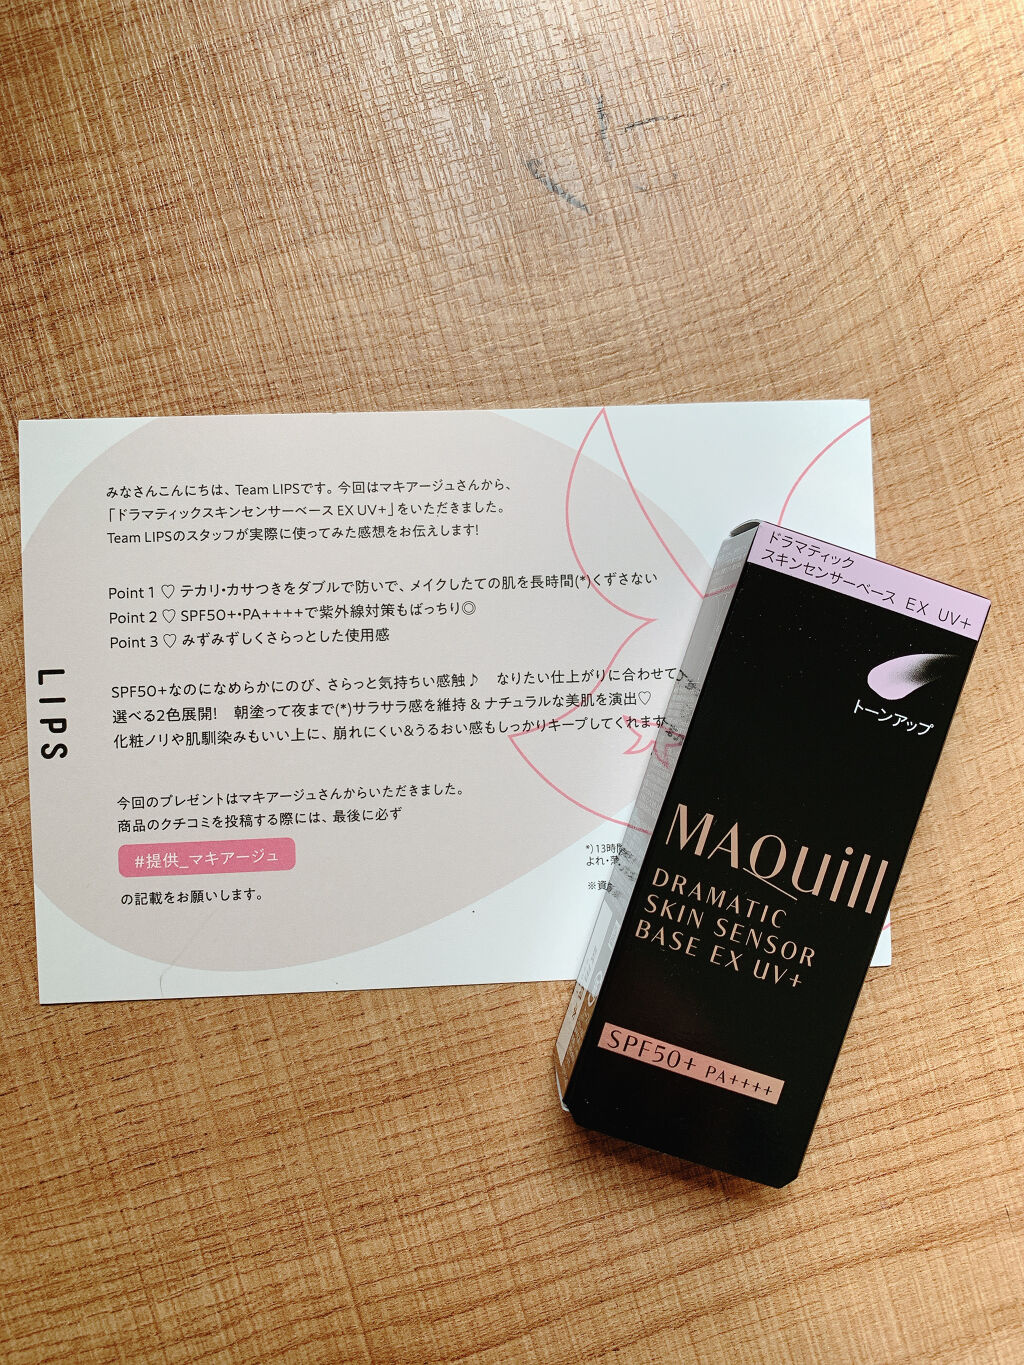 みなさんこんにちは、Team LIPSです。今回はマキアージュさんから、
「ドラマティックスキンセンサーベース EX UV+」をいただきました。
Team LIPSのスタッフが実際に使ってみた感想をお伝えします!
Point 1 ♡ テカリ・カサつきをダブルで防いで、メイクしたての肌を長時間(*)くずさない
Point 2 ♡ SPF50+・PA++++で紫外線対策もばっちり◎
Point 3 ♡ みずみずしくさらっとした使用感
SPF50+なのになめらかにのび、さらっと気持ちい感触♪ なりたい仕上がりに合わせて
選べる2色展開! 朝塗って夜まで(*)サラサラ感を維持 & ナチュラルな美肌を演出♡
化粧ノリや肌馴染みもいい上に、崩れにくい&うるおい感もしっかりキープしてくれます
今回のプレゼントはマキアージュさんからいただきました。
商品のクチコミを投稿する際には、最後に必ず
#提供_マキアージュ
の記載をお願いします。
*) 13時間
よれ・薄
LIPS
ドラマティック
スキンセンサーベース EX UV+
トーンアップ
MAQuill
DRAMATIC
SKIN SENSOR
BASE EX UV+
SPF50+ PA++++